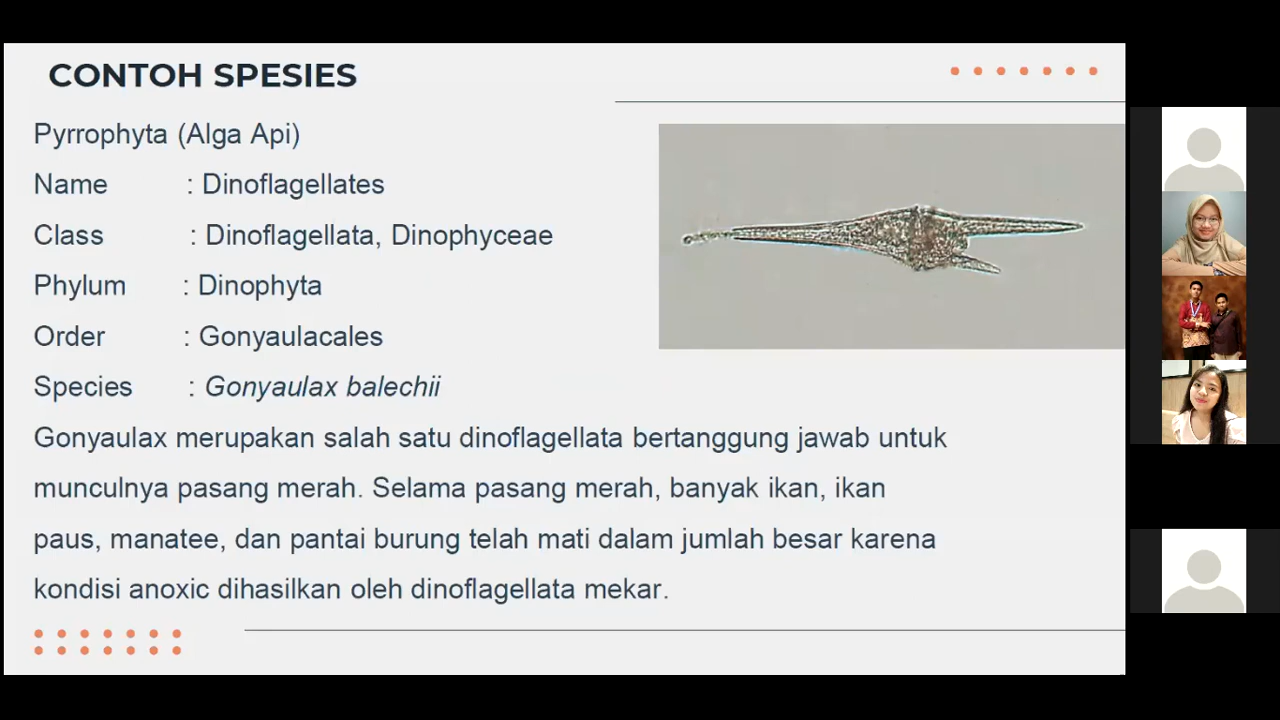 CONTOH SPESIES
Pyrrophyta (Alga Api)
Name : Dinoflagellates
Class : Dinoflagellata, Dinophyceae
Phylum : Dinophyta
Order : Gonyaulacales
Species : Gonyaulax balechii
Gonyaulax merupakan salah satu dinoflagellata bertanggung jawab untuk
munculnya pasang merah. Selama pasang merah, banyak ikan, ikan
paus, manatee, dan pantai burung telah mati dalam jumlah besar karena
kondisi anoxic dihasilkan oleh dinoflagellata mekar.